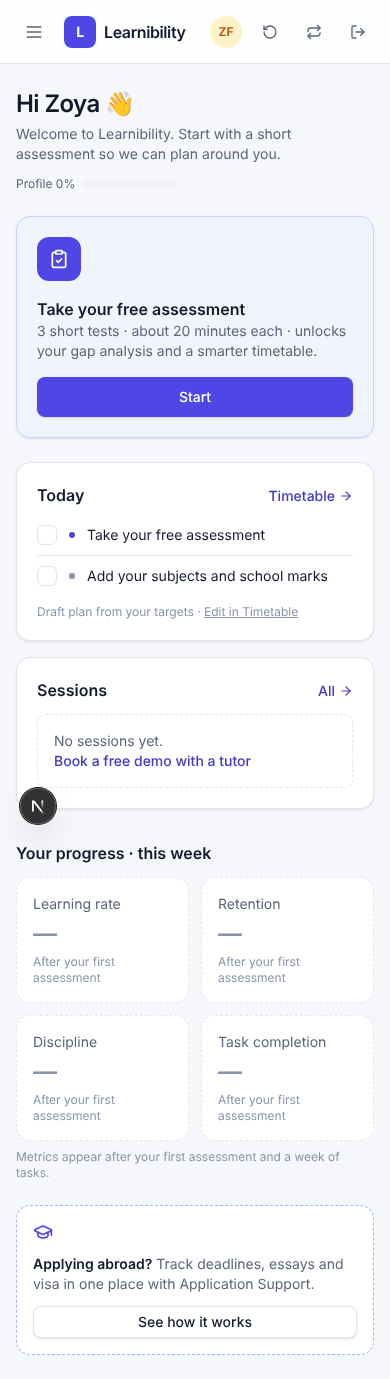 L Learnibility ZF
Hi Zoya 👋
Welcome to Learnibility. Start with a short
assessment so we can plan around you.
Profile 0%
Take your free assessment
3 short tests · about 20 minutes each · unlocks
your gap analysis and a smarter timetable.
Start
Today Timetable →
Take your free assessment
Add your subjects and school marks
Draft plan from your targets · Edit in Timetable
Sessions All →
No sessions yet.
Book a free demo with a tutor
N
Your progress · this week
Learning rate
—
After your first
assessment
Retention
—
After your first
assessment
Discipline
—
After your first
assessment
Task completion
—
After your first
assessment
Metrics appear after your first assessment and a week of
tasks.
Applying abroad? Track deadlines, essays and
visa in one place with Application Support.
See how it works